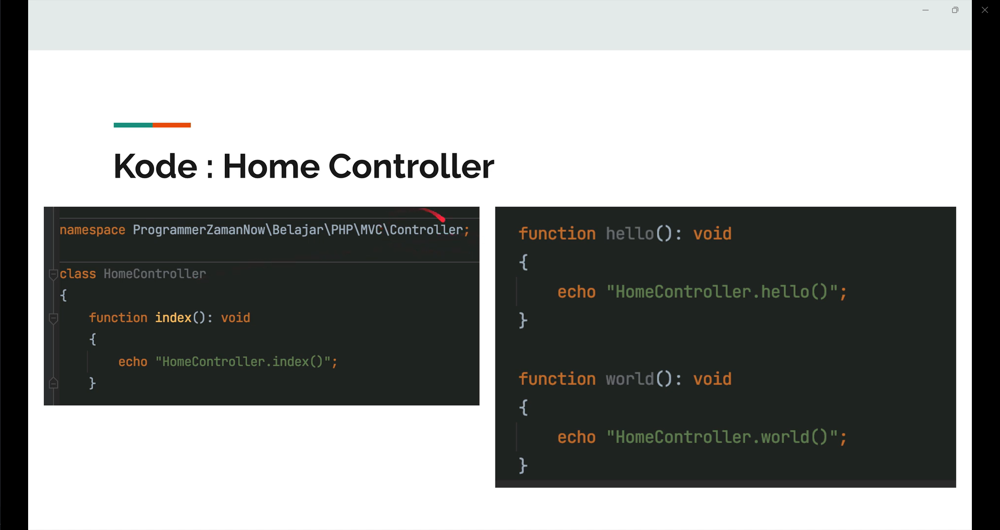 Kode : Home Controller
namespace ProgrammerZamanNow\Belajar\PHP\MVC\Controller;
class HomeController
{
function index(): void
{
echo "HomeController.index()";
}
function hello(): void
{
echo "HomeController.hello()";
}
function world(): void
{
echo "HomeController.world()";
}